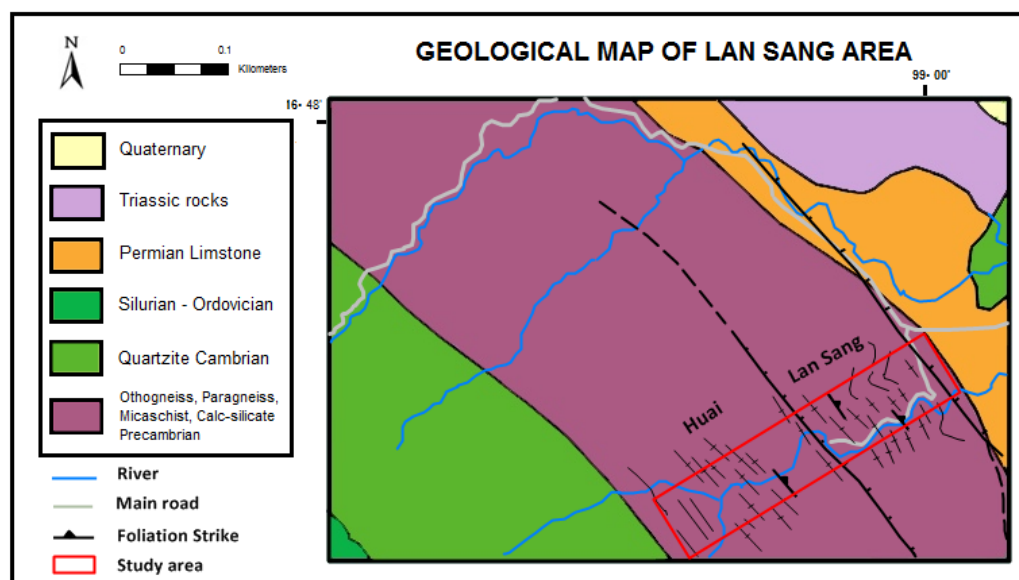 GEOLOGICAL MAP OF LAN SANG AREA
N
0 0.1
Kilometers
99• 00'
16• 48'
Quaternary
Triassic rocks
Permian Limstone
Silurian - Ordovician
Quartzite Cambrian
Othogneiss, Paragneiss,
Micaschist, Calc-silicate
Precambrian
River
Main road
Foliation Strike
Study area
Huai
Lan Sang